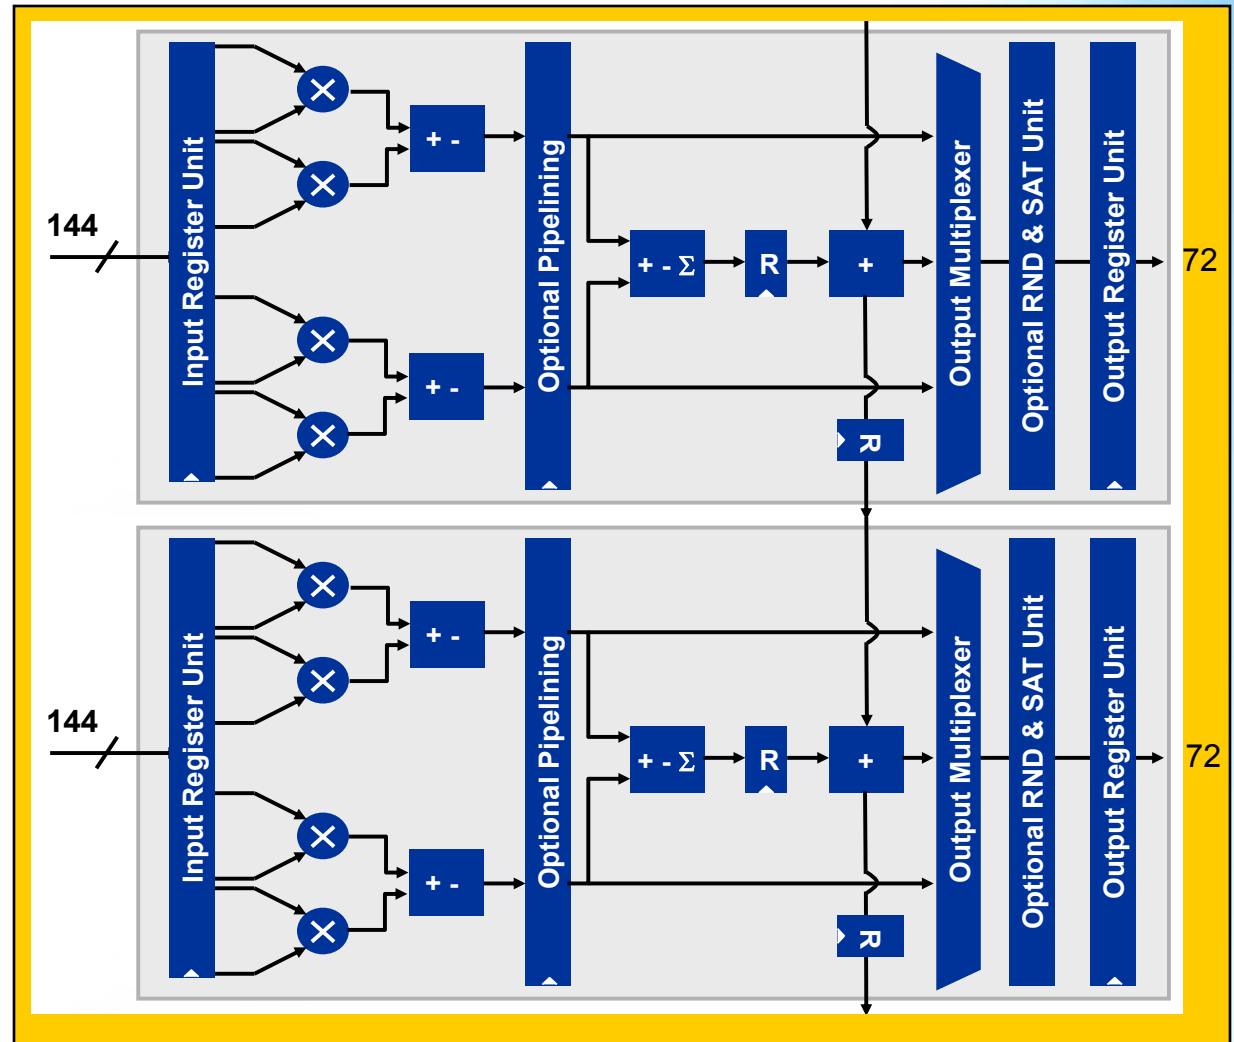 144
Input Register Unit
+ -
+ -
Optional Pipelining
+ - Σ
R
+
R
Output Multiplexer
Optional RND & SAT Unit
Output Register Unit
72
144
Input Register Unit
+ -
+ -
Optional Pipelining
+ - Σ
R
+
R
Output Multiplexer
Optional RND & SAT Unit
Output Register Unit
72